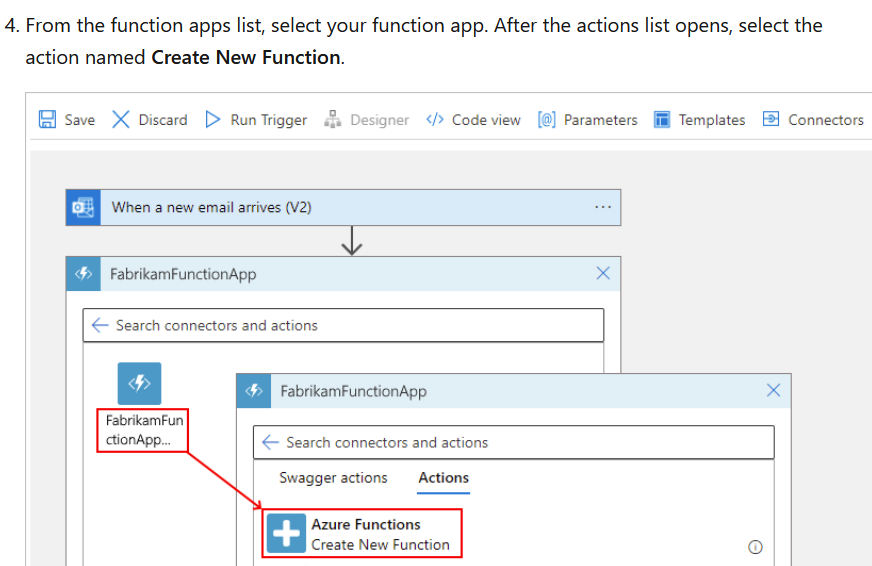 4. From the function apps list, select your function app. After the actions list opens, select the
action named Create New Function.
Save Discard Run Trigger Designer Code view Parameters Templates Connectors
When a new email arrives (V2)
FabrikamFunctionApp
Search connectors and actions
FabrikamFun
ctionApp...
FabrikamFunctionApp
Search connectors and actions
Swagger actions Actions
Azure Functions
Create New Function